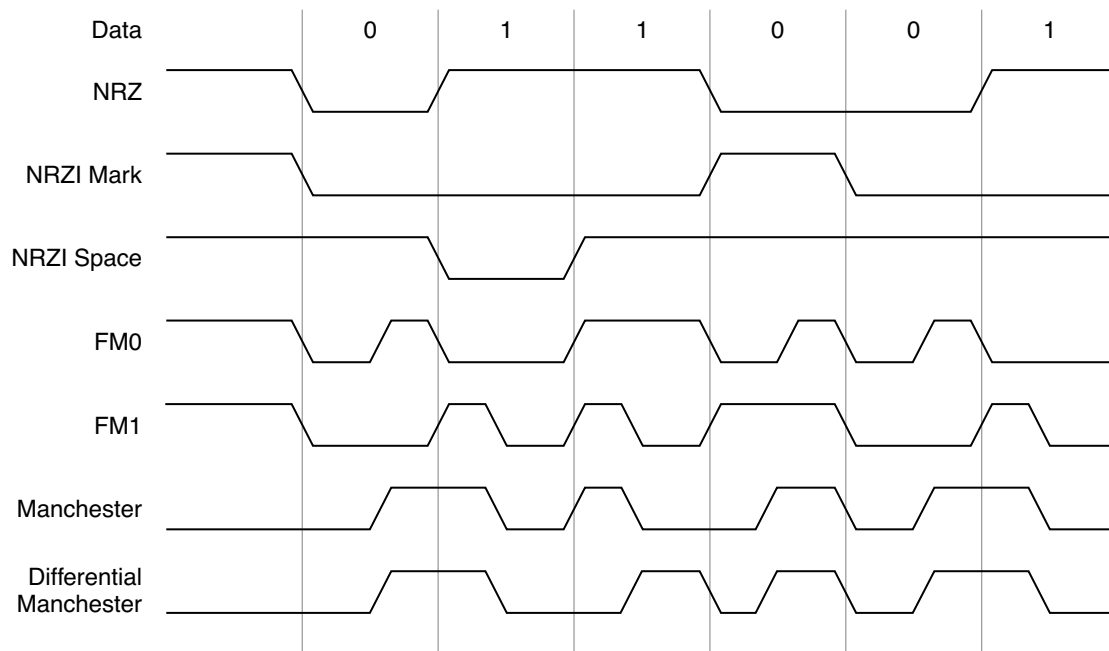 Data 0 1 1 0 0 1
NRZ
NRZI Mark
NRZI Space
FM0
FM1
Manchester
Differential
Manchester